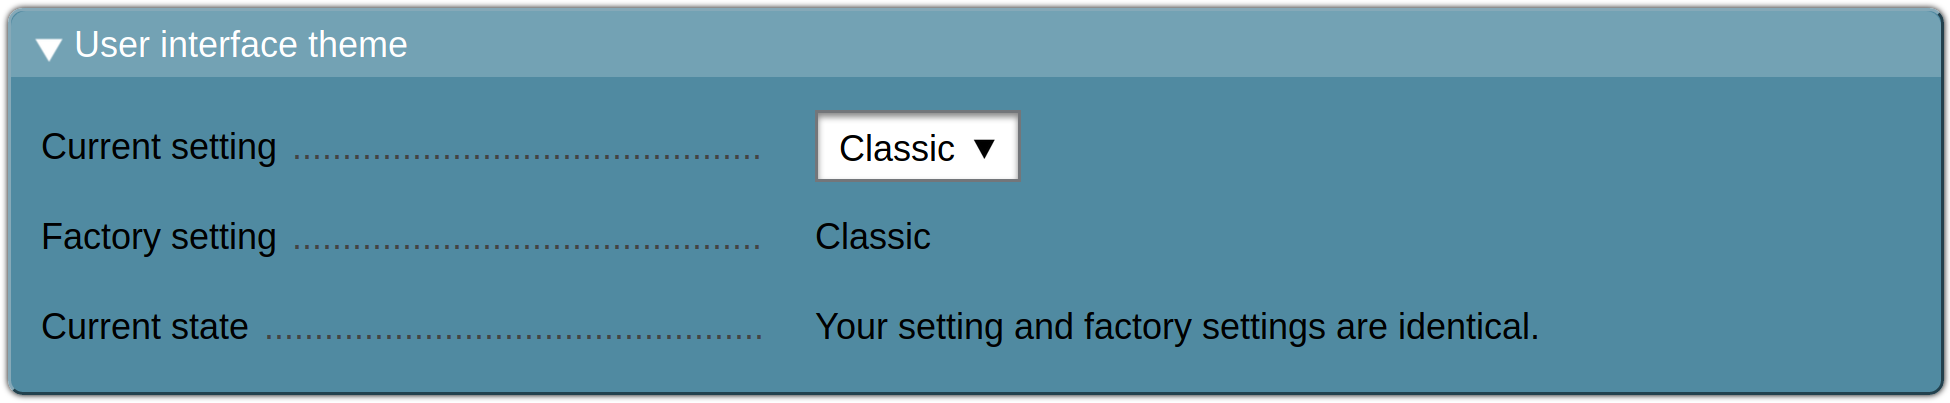 User interface theme
Current setting ............................................... Classic
Factory setting ............................................... Classic
Current state .................................................. Your setting and factory settings are identical.